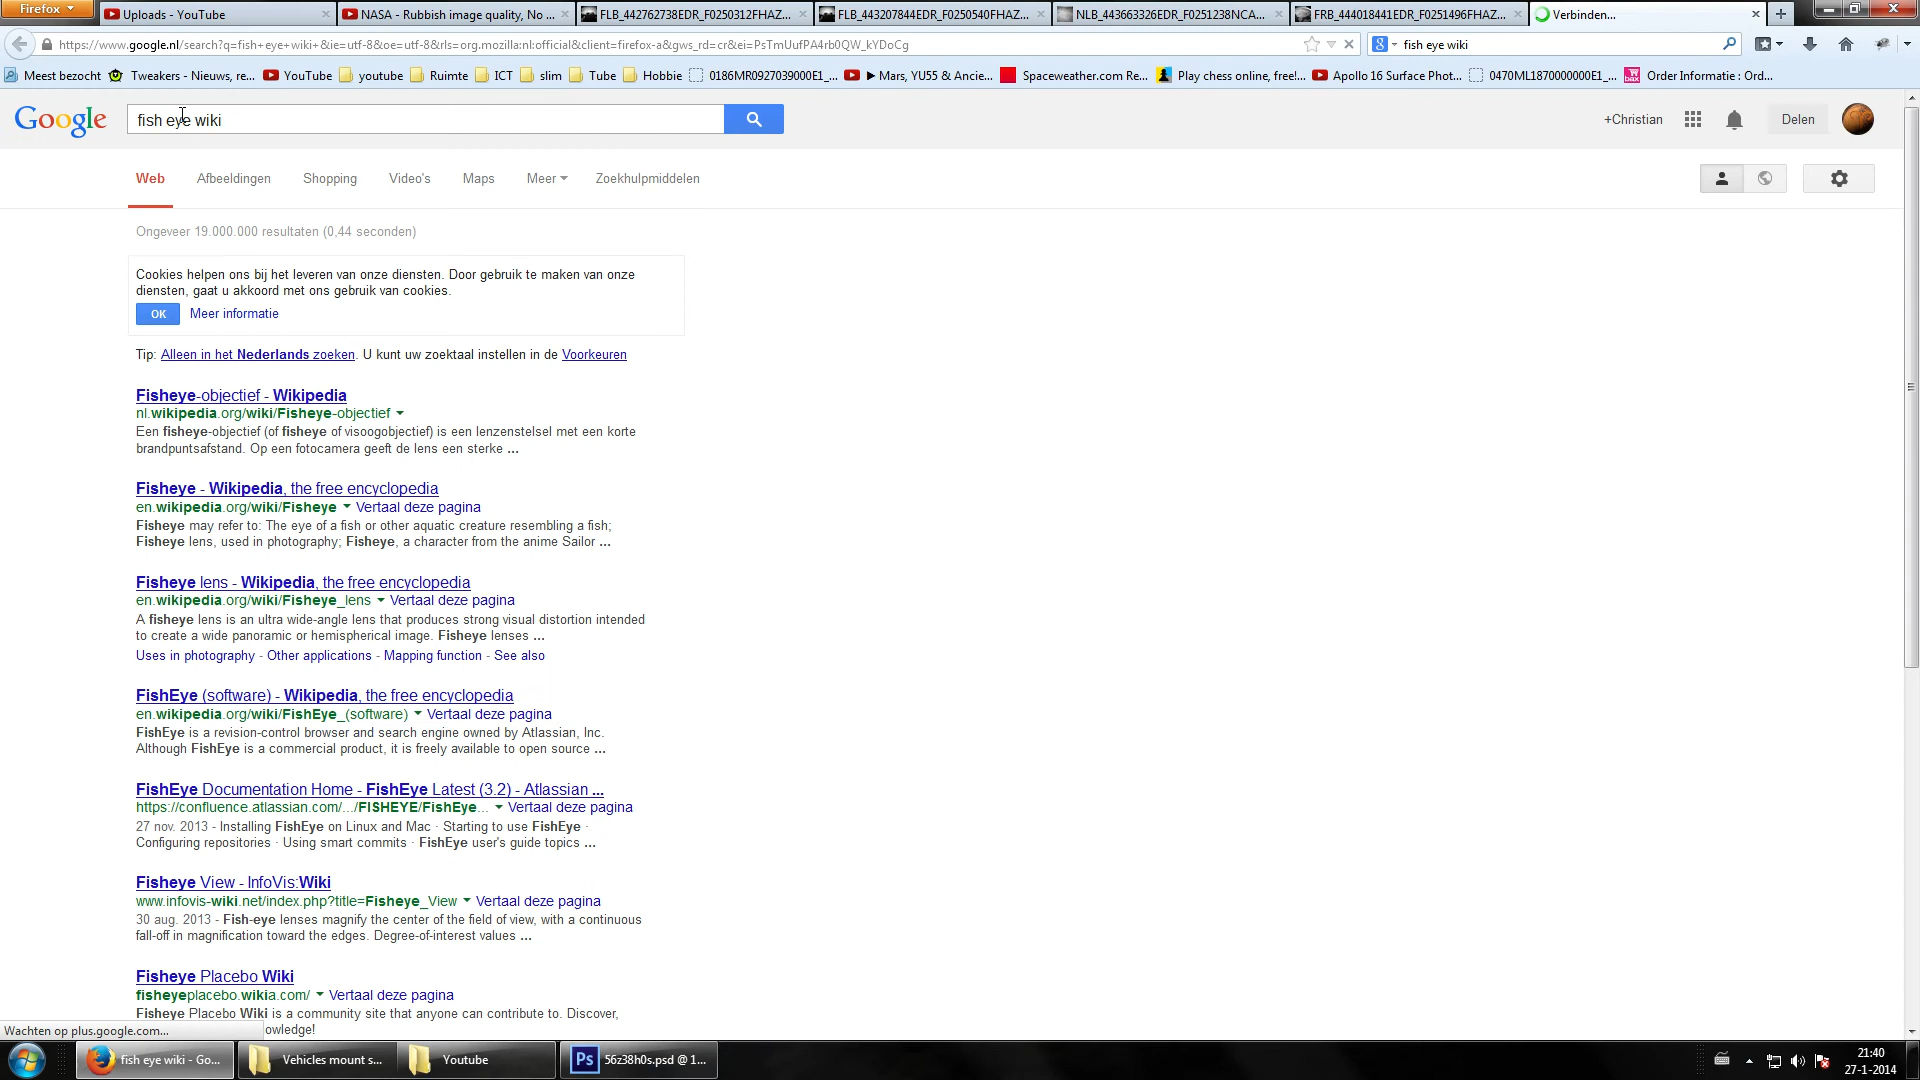 Firefox
Uploads - YouTube
NASA - Rubbish image quality, No ...
FLB_442762738EDR_F0250312FHAZ...
FLB_443207844EDR_F0250540FHAZ...
NLB_443663326EDR_F0251238NCA...
FRB_444018441EDR_F0251496FHAZ...
Verbinden...
https://www.google.nl/search?q=fish+eye+wiki+&ie=utf-8&oe=utf-8&rls=org.mozilla:nl:official&client=firefox-a&gws_rd=cr&ei=PsTmUufPA4rb0QW_kYDoCg
fish eye wiki
Meest bezocht
Tweakers - Nieuws, re...
YouTube
youtube
Ruimte
ICT
slim
Tube
Hobbie
0186MR0927039000E1_...
► Mars, YU55 & Ancie...
Spaceweather.com Re...
Play chess online, free!...
Apollo 16 Surface Phot...
0470ML1870000000E1_...
Order Informatie : Ord...
Google
fish eye wiki
+Christian
Delen
Web
Afbeeldingen
Shopping
Video's
Maps
Meer
Zoekhulpmiddelen
Ongeveer 19.000.000 resultaten (0,44 seconden)
Cookies helpen ons bij het leveren van onze diensten. Door gebruik te maken van onze
diensten, gaat u akkoord met ons gebruik van cookies.
OK
Meer informatie
Tip: Alleen in het Nederlands zoeken. U kunt uw zoektaal instellen in de Voorkeuren
Fisheye-objectief - Wikipedia
nl.wikipedia.org/wiki/Fisheye-objectief
Een fisheye-objectief (of fisheye of visoogobjectief) is een lenzenstelsel met een korte
brandpuntsafstand. Op een fotocamera geeft de lens een sterke ...
Fisheye - Wikipedia, the free encyclopedia
en.wikipedia.org/wiki/Fisheye Vertaal deze pagina
Fisheye may refer to: The eye of a fish or other aquatic creature resembling a fish;
Fisheye lens, used in photography; Fisheye, a character from the anime Sailor ...
Fisheye lens - Wikipedia, the free encyclopedia
en.wikipedia.org/wiki/Fisheye_lens Vertaal deze pagina
A fisheye lens is an ultra wide-angle lens that produces strong visual distortion intended
to create a wide panoramic or hemispherical image. Fisheye lenses ...
Uses in photography - Other applications - Mapping function - See also
FishEye (software) - Wikipedia, the free encyclopedia
en.wikipedia.org/wiki/FishEye_(software) Vertaal deze pagina
FishEye is a revision-control browser and search engine owned by Atlassian, Inc.
Although FishEye is a commercial product, it is freely available to open source ...
FishEye Documentation Home - FishEye Latest (3.2) - Atlassian ...
https://confluence.atlassian.com/.../FISHEYE/FishEye... Vertaal deze pagina
27 nov. 2013 - Installing FishEye on Linux and Mac · Starting to use FishEye ·
Configuring repositories · Using smart commits · FishEye user's guide topics ...
Fisheye View - InfoVis:Wiki
www.infovis-wiki.net/index.php?title=Fisheye_View Vertaal deze pagina
30 aug. 2013 - Fish-eye lenses magnify the center of the field of view, with a continuous
fall-off in magnification toward the edges. Degree-of-interest values ...
Fisheye Placebo Wiki
fisheyeplacebo.wikia.com/ Vertaal deze pagina
Fisheye Placebo Wiki is a community site that anyone can contribute to. Discover,
owledge!
Wachten op plus.google.com...
fish eye wiki - Go...
Vehicles mount s...
Youtube
Ps
56z38h0s.psd @ 1...
21:40
27-1-2014